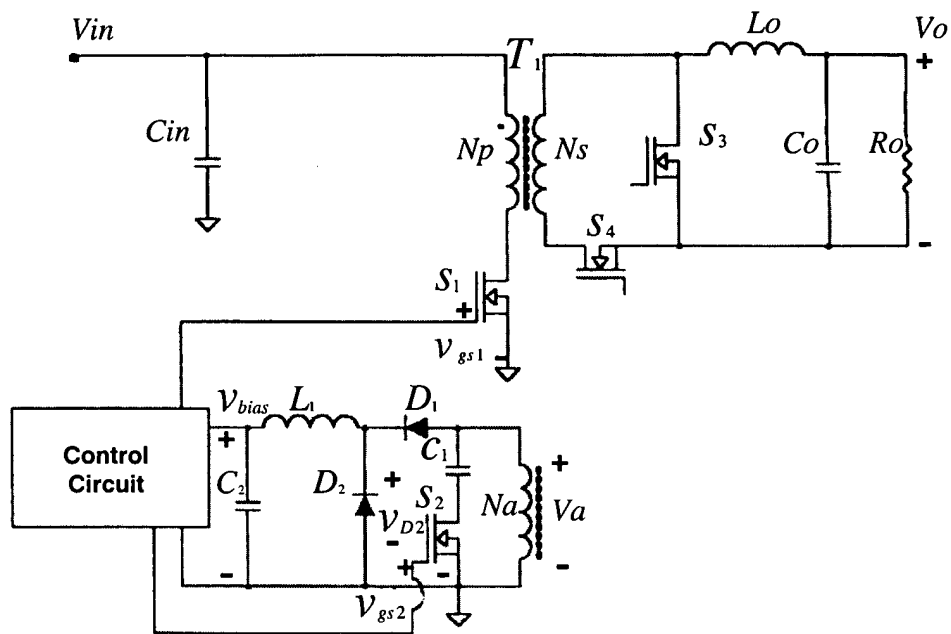 Vin
T1
Lo
Vo
+
Cin
Np
Ns
S3
Co
Ro
S4
-
S1
+
vgs1
-
Control
Circuit
vbias
+
L1
D1
C1
C2
D2
+
vD2
-
S2
Na
+
Va
-
-
+
-
vgs2